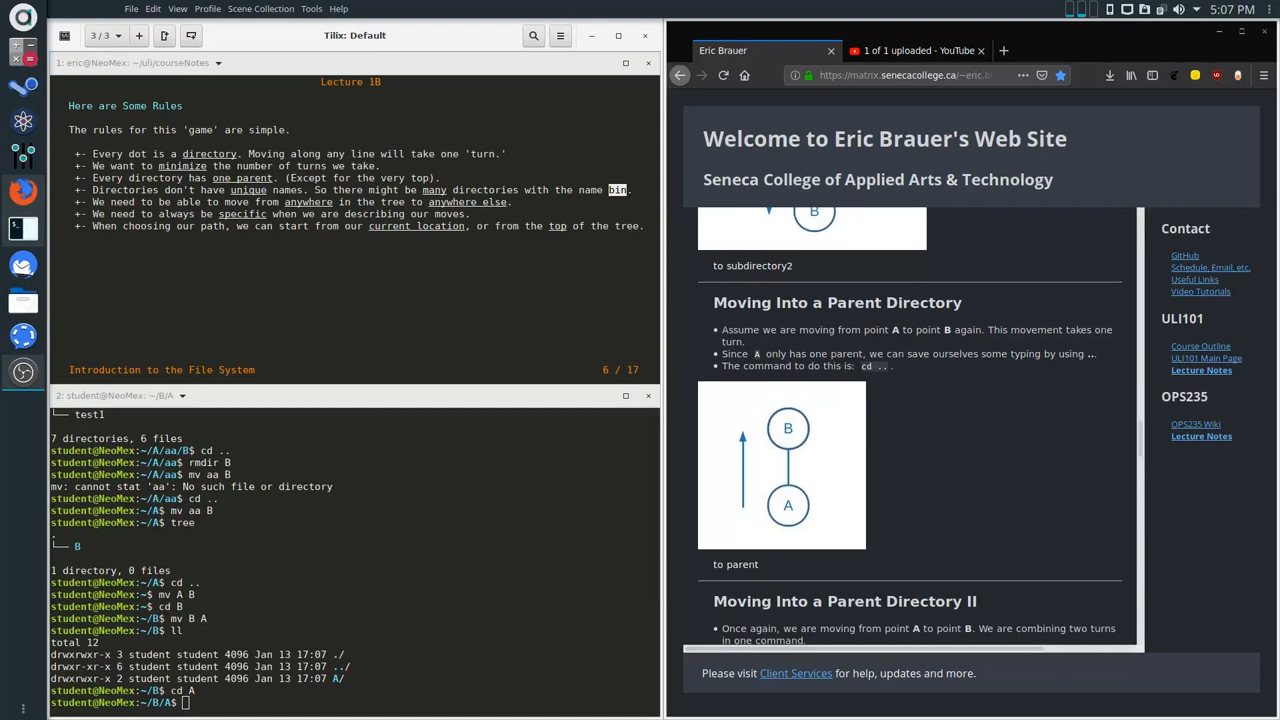 File Edit View Profile Scene Collection Tools Help
5:07 PM
3 / 3
Tilix: Default
1: eric@NeoMex: ~/uli/courseNotes
Lecture 1B
Here are Some Rules
The rules for this 'game' are simple.
+- Every dot is a directory. Moving along any line will take one 'turn.'
+- We want to minimize the number of turns we take.
+- Every directory has one parent. (Except for the very top).
+- Directories don't have unique names. So there might be many directories with the name bin.
+- We need to be able to move from anywhere in the tree to anywhere else.
+- We need to always be specific when we are describing our moves.
+- When choosing our path, we can start from our current location, or from the top of the tree.
Introduction to the File System
6 / 17
2: student@NeoMex: ~/B/A
└── test1
7 directories, 6 files
student@NeoMex:~/A/aa/B$ cd ..
student@NeoMex:~/A/aa$ rmdir B
student@NeoMex:~/A/aa$ mv aa B
mv: cannot stat 'aa': No such file or directory
student@NeoMex:~/A/aa$ cd ..
student@NeoMex:~/A$ mv aa B
student@NeoMex:~/A$ tree
.
└── B
1 directory, 0 files
student@NeoMex:~/A$ cd ..
student@NeoMex:~$ mv A B
student@NeoMex:~$ cd B
student@NeoMex:~/B$ mv B A
student@NeoMex:~/B$ ll
total 12
drwxrwxr-x 3 student student 4096 Jan 13 17:07 ./
drwxr-xr-x 6 student student 4096 Jan 13 17:07 ../
drwxrwxr-x 2 student student 4096 Jan 13 17:07 A/
student@NeoMex:~/B$ cd A
student@NeoMex:~/B/A$
Eric Brauer
1 of 1 uploaded - YouTube
https://matrix.senecacollege.ca/~eric.b
Welcome to Eric Brauer's Web Site
Seneca College of Applied Arts & Technology
B
to subdirectory2
Moving Into a Parent Directory
• Assume we are moving from point A to point B again. This movement takes one
turn.
• Since A only has one parent, we can save ourselves some typing by using ...
• The command to do this is: cd .. .
B
A
to parent
Moving Into a Parent Directory II
• Once again, we are moving from point A to point B. We are combining two turns
in one command.
Contact
GitHub
Schedule, Email, etc.
Useful Links
Video Tutorials
ULI101
Course Outline
ULI101 Main Page
Lecture Notes
OPS235
OPS235 Wiki
Lecture Notes
Please visit Client Services for help, updates and more.